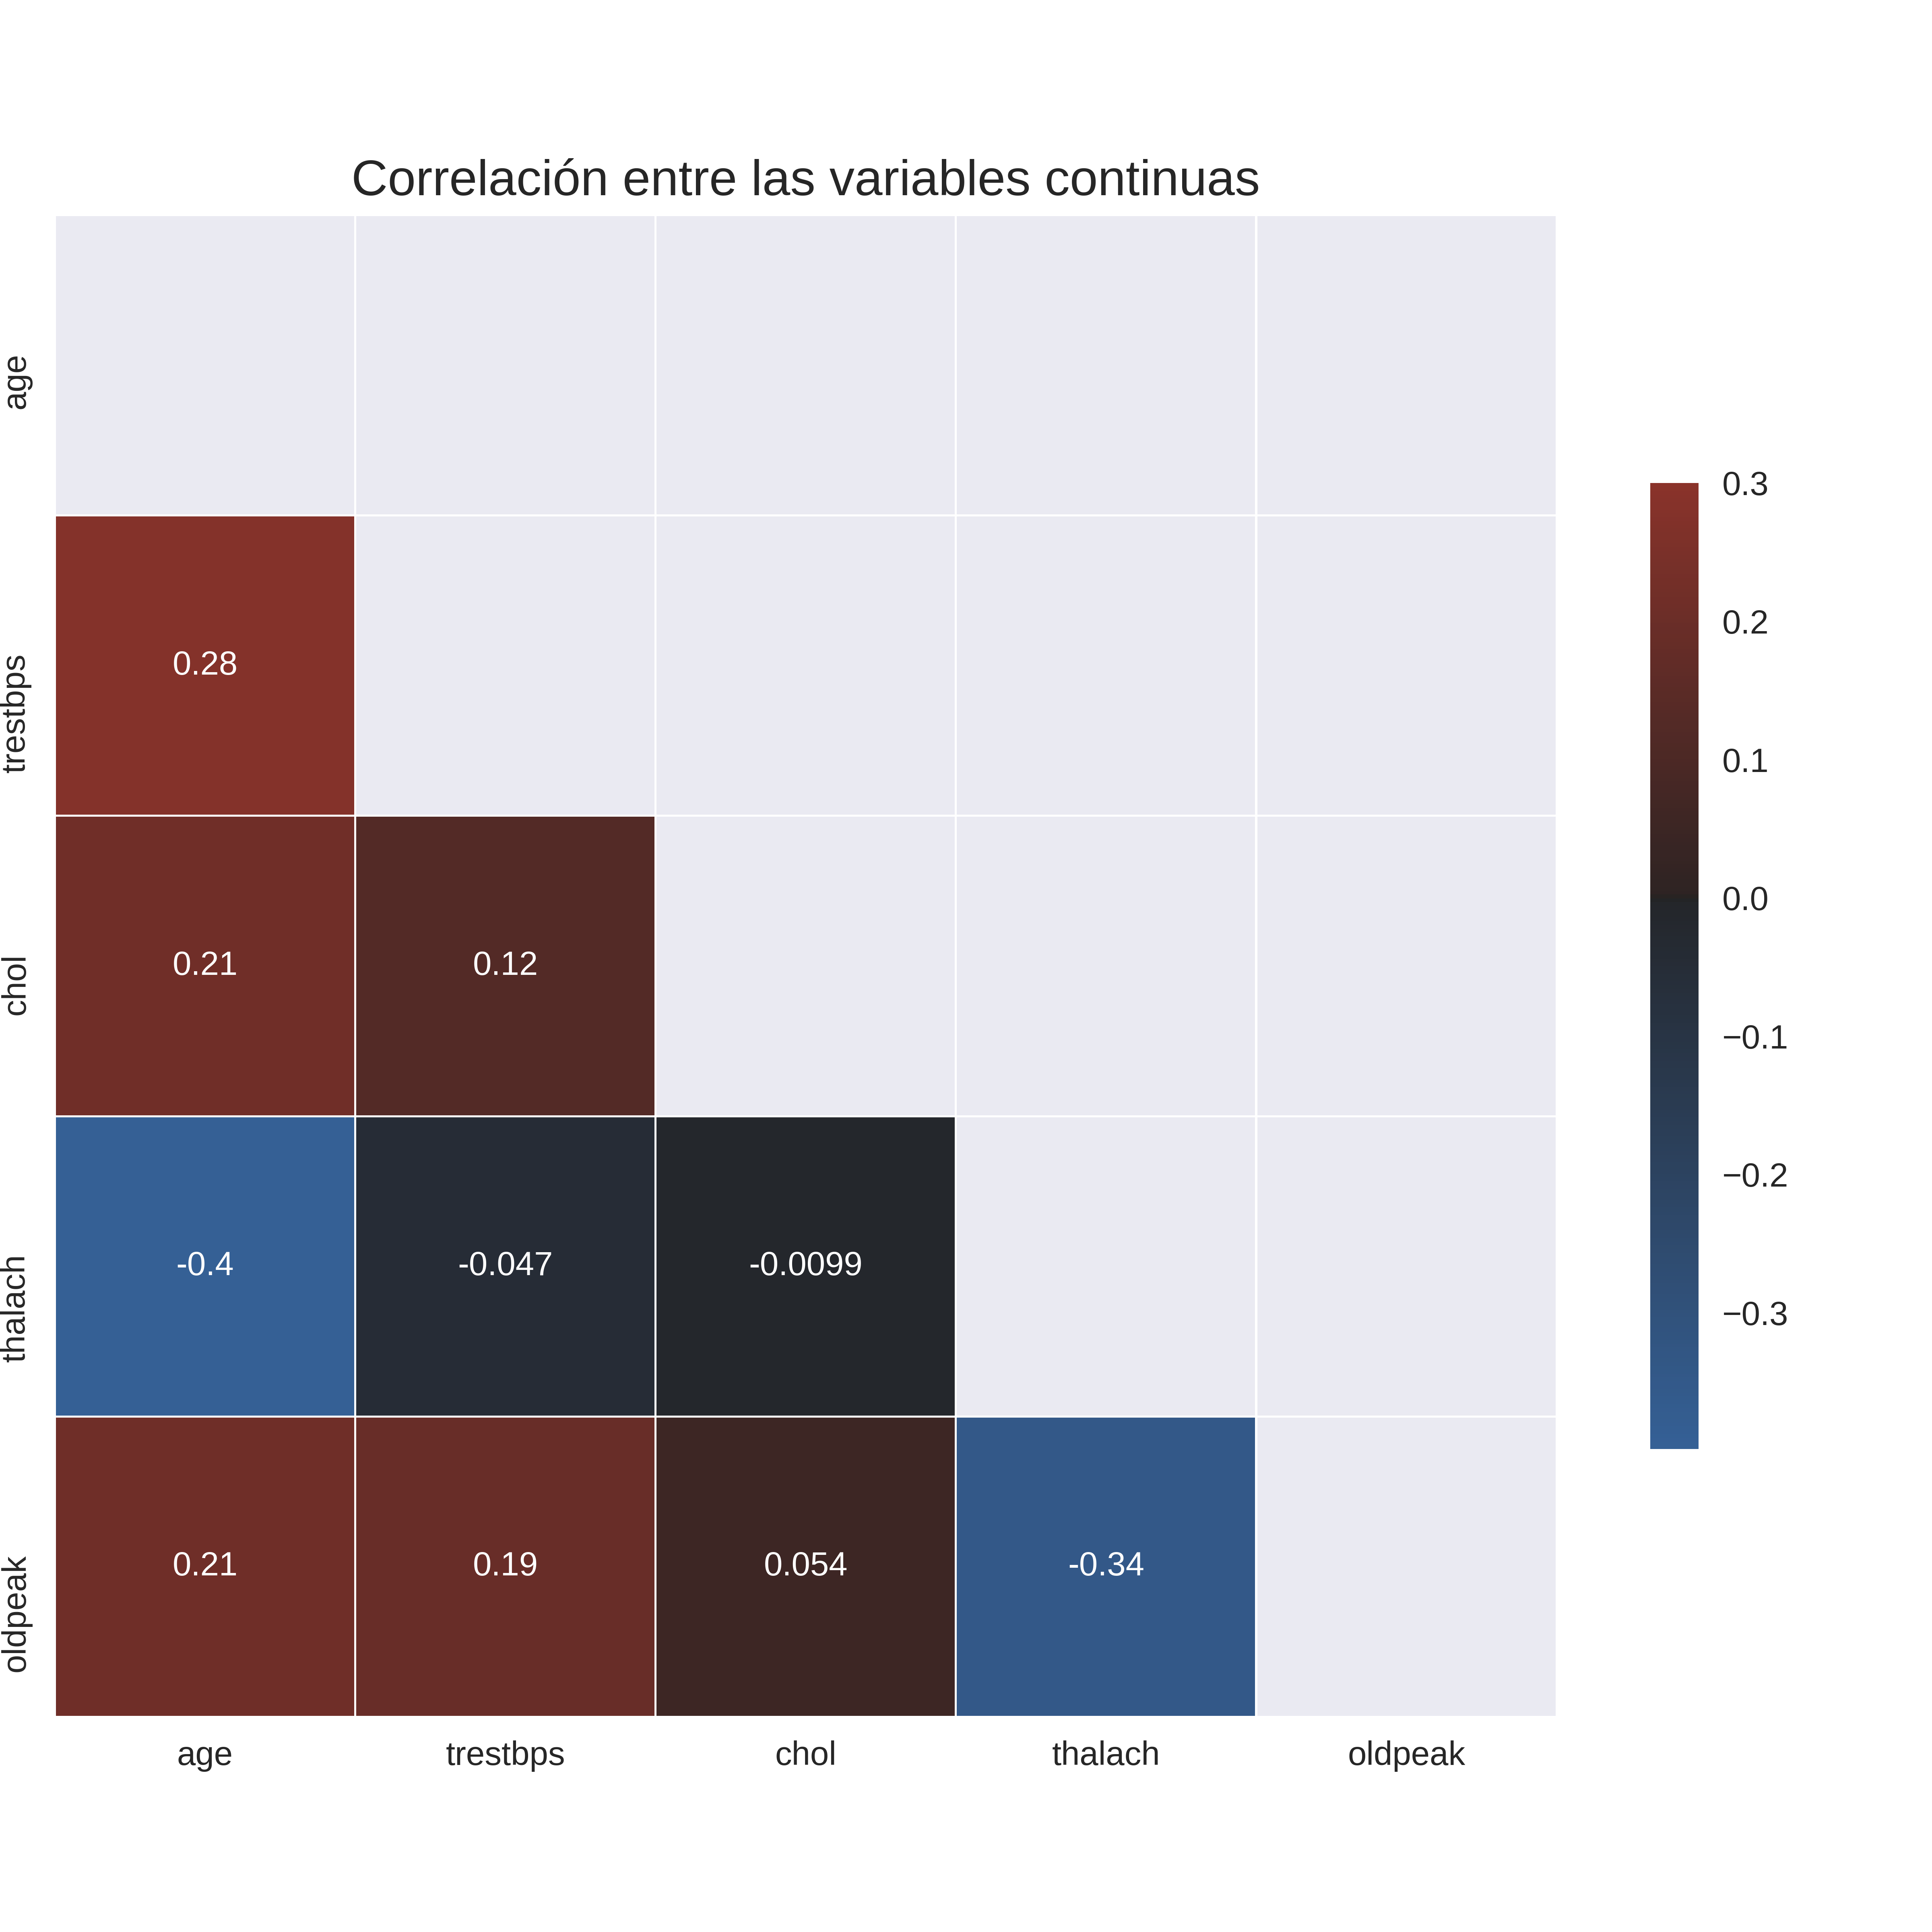 Correlación entre las variables continuas
age
trestbps
chol
thalach
oldpeak
0.28
0.21 0.12
-0.4 -0.047 -0.0099
0.21 0.19 0.054 -0.34
age trestbps chol thalach oldpeak
0.3
0.2
0.1
0.0
−0.1
−0.2
−0.3